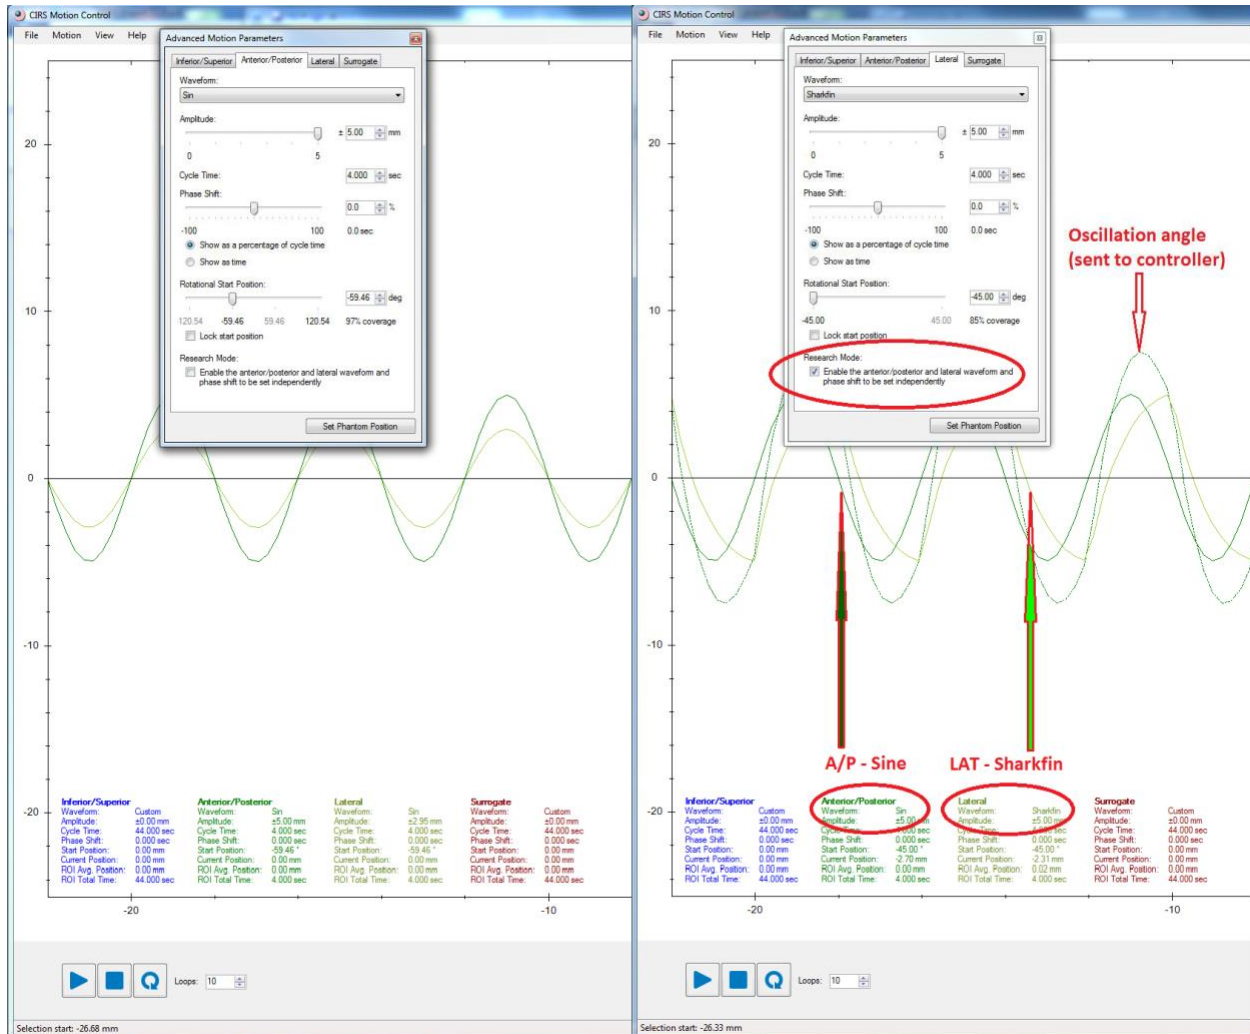 CIRS Motion Control
File Motion View Help
Advanced Motion Parameters
Inferior/Superior Anterior/Posterior Lateral Surrogate
Waveform:
Sin
Amplitude:
± 5.00 mm
0 5
Cycle Time: 4.000 sec
Phase Shift:
0.0 %
-100 100 0.0 sec
Show as a percentage of cycle time
Show as time
Rotational Start Position:
-59.46 deg
120.54 -59.46 59.46 120.54 97% coverage
Lock start position
Research Mode:
Enable the anterior/posterior and lateral waveform and
phase shift to be set independently
Set Phantom Position
20
10
0
-10
-20
Inferior/Superior
Waveform: Custom
Amplitude: ±0.00 mm
Cycle Time: 44.000 sec
Phase Shift: 0.000 sec
Start Position: 0.00 mm
Current Position: 0.00 mm
ROI Avg. Position: 0.00 mm
ROI Total Time: 44.000 sec
Anterior/Posterior
Waveform: Sin
Amplitude: ±5.00 mm
Cycle Time: 4.000 sec
Phase Shift: 0.000 sec
Start Position: -59.46 °
Current Position: 0.00 mm
ROI Avg. Position: 0.00 mm
ROI Total Time: 4.000 sec
Lateral
Waveform: Sin
Amplitude: ±2.95 mm
Cycle Time: 4.000 sec
Phase Shift: 0.000 sec
Start Position: -59.46 °
Current Position: 0.00 mm
ROI Avg. Position: 0.00 mm
ROI Total Time: 4.000 sec
Surrogate
Waveform: Custom
Amplitude: ±0.00 mm
Cycle Time: 44.000 sec
Phase Shift: 0.000 sec
Start Position: 0.00 mm
Current Position: 0.00 mm
ROI Avg. Position: 0.00 mm
ROI Total Time: 44.000 sec
-20 -10
Loops: 10
Selection start: -26.68 mm
CIRS Motion Control
File Motion View Help
Advanced Motion Parameters
Inferior/Superior Anterior/Posterior Lateral Surrogate
Waveform:
Sharkfin
Amplitude:
± 5.00 mm
0 5
Cycle Time: 4.000 sec
Phase Shift:
0.0 %
-100 100 0.0 sec
Show as a percentage of cycle time
Show as time
Rotational Start Position:
-45.00 deg
-45.00 45.00 85% coverage
Lock start position
Research Mode:
Enable the anterior/posterior and lateral waveform and
phase shift to be set independently
Set Phantom Position
Oscillation angle
(sent to controller)
20
10
0
-10
-20
A/P - Sine
LAT - Sharkfin
Inferior/Superior
Waveform: Custom
Amplitude: ±0.00 mm
Cycle Time: 44.000 sec
Phase Shift: 0.000 sec
Start Position: 0.00 mm
Current Position: 0.00 mm
ROI Avg. Position: 0.00 mm
ROI Total Time: 44.000 sec
Anterior/Posterior
Waveform: Sin
Amplitude: ±5.00 mm
Cycle Time: 4.000 sec
Phase Shift: 0.000 sec
Start Position: -45.00 °
Current Position: -2.70 mm
ROI Avg. Position: 0.00 mm
ROI Total Time: 4.000 sec
Lateral
Waveform: Sharkfin
Amplitude: ±5.00 mm
Cycle Time: sec
Phase Shift: 0.000 sec
Start Position: -45.00 °
Current Position: -2.31 mm
ROI Avg. Position: 0.02 mm
ROI Total Time: 4.000 sec
Surrogate
Waveform: Custom
Amplitude: ±0.00 mm
Cycle Time: 44.000 sec
Phase Shift: 0.000 sec
Start Position: 0.00 mm
Current Position: 0.00 mm
ROI Avg. Position: 0.00 mm
ROI Total Time: 44.000 sec
-20 -10
Loops: 10
Selection start: -26.33 mm